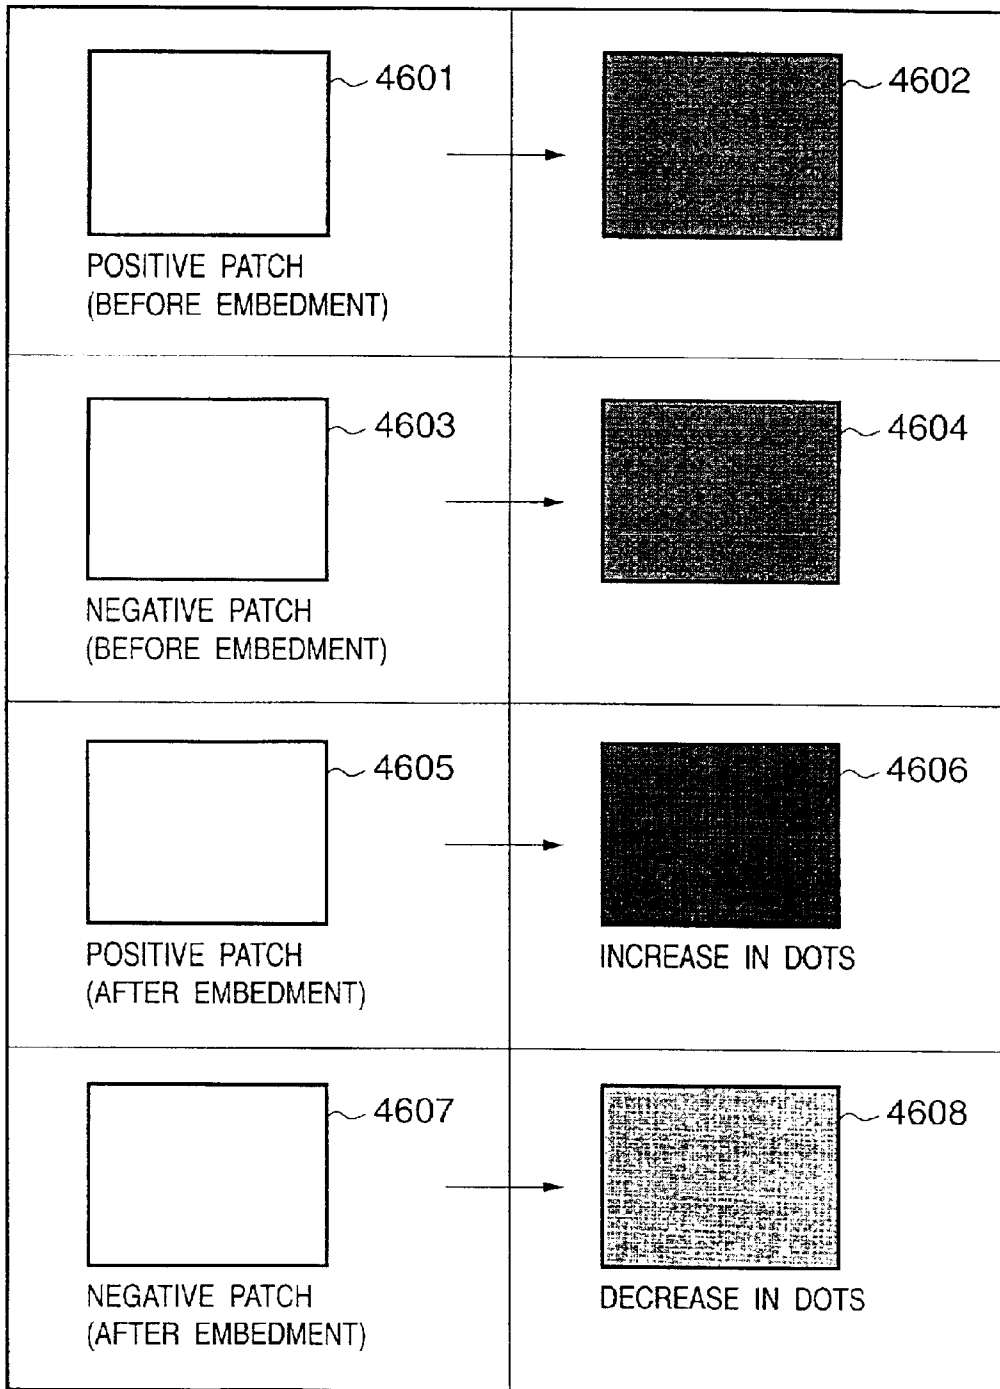 4601
4602
POSITIVE PATCH
(BEFORE EMBEDMENT)
4603
4604
NEGATIVE PATCH
(BEFORE EMBEDMENT)
4605
4606
POSITIVE PATCH
(AFTER EMBEDMENT)
INCREASE IN DOTS
4607
4608
NEGATIVE PATCH
(AFTER EMBEDMENT)
DECREASE IN DOTS